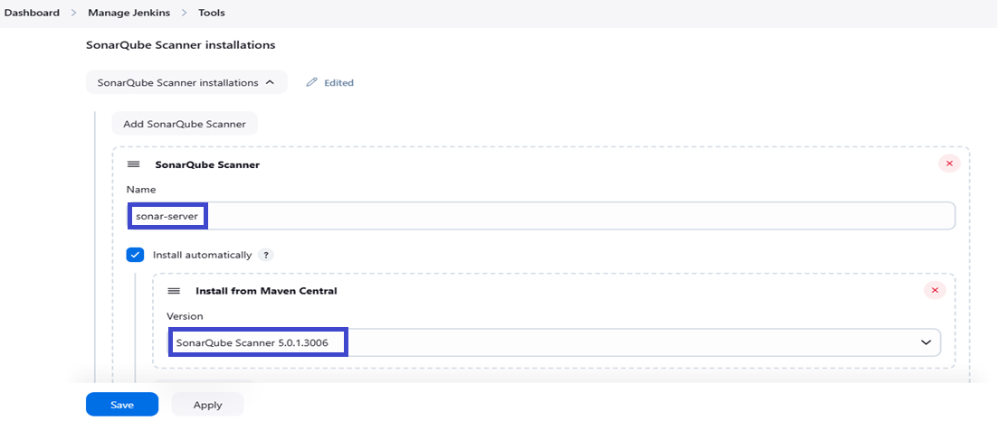 Dashboard > Manage Jenkins > Tools
SonarQube Scanner installations
SonarQube Scanner installations Edited
Add SonarQube Scanner
SonarQube Scanner
Name
sonar-server
Install automatically ?
Install from Maven Central
Version
SonarQube Scanner 5.0.1.3006
Save Apply